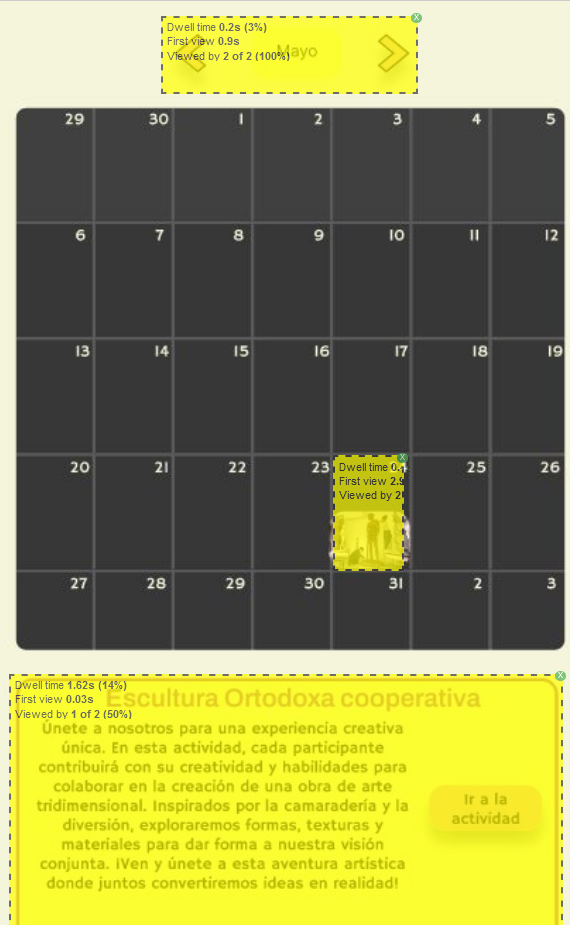 Dwell time 0.2s (3%)
First view 0.9s
Viewed by 2 of 2 (100%)
Mayo
29 30 1 2 3 4 5
6 7 8 9 10 11 12
13 14 15 16 17 18 19
20 21 22 23 25 26
Dwell time 0.
First view 2.9
Viewed by 2
27 28 29 30 31 2 3
Dwell time 1.62s (14%)
First view 0.03s
Viewed by 1 of 2 (50%)
Escultura Ortodoxa cooperativa
Únete a nosotros para una experiencia creativa
única. En esta actividad, cada participante
contribuirá con su creatividad y habilidades para
colaborar en la creación de una obra de arte
tridimensional. Inspirados por la camaradería y la
diversión, exploraremos formas, texturas y
materiales para dar forma a nuestra visión
conjunta. ¡Ven y únete a esta aventura artística
donde juntos convertiremos ideas en realidad!
Ir a la
actividad